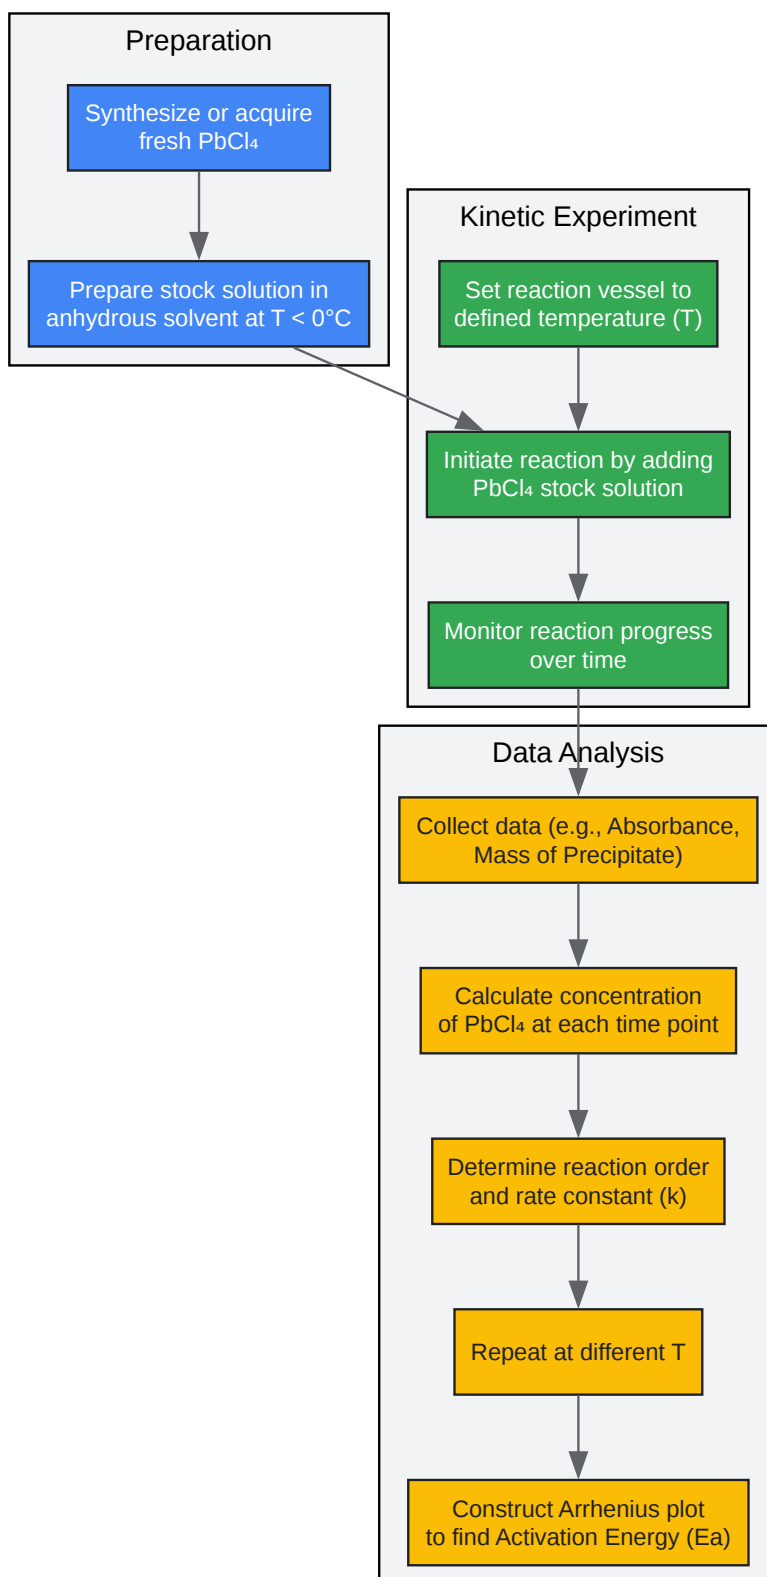 Preparation
Synthesize or acquire
fresh PbCl₄
Prepare stock solution in
anhydrous solvent at T < 0°C
Kinetic Experiment
Set reaction vessel to
defined temperature (T)
Initiate reaction by adding
PbCl₄ stock solution
Monitor reaction progress
over time
Data Analysis
Collect data (e.g., Absorbance,
Mass of Precipitate)
Calculate concentration
of PbCl₄ at each time point
Determine reaction order
and rate constant (k)
Repeat at different T
Construct Arrhenius plot
to find Activation Energy (Ea)